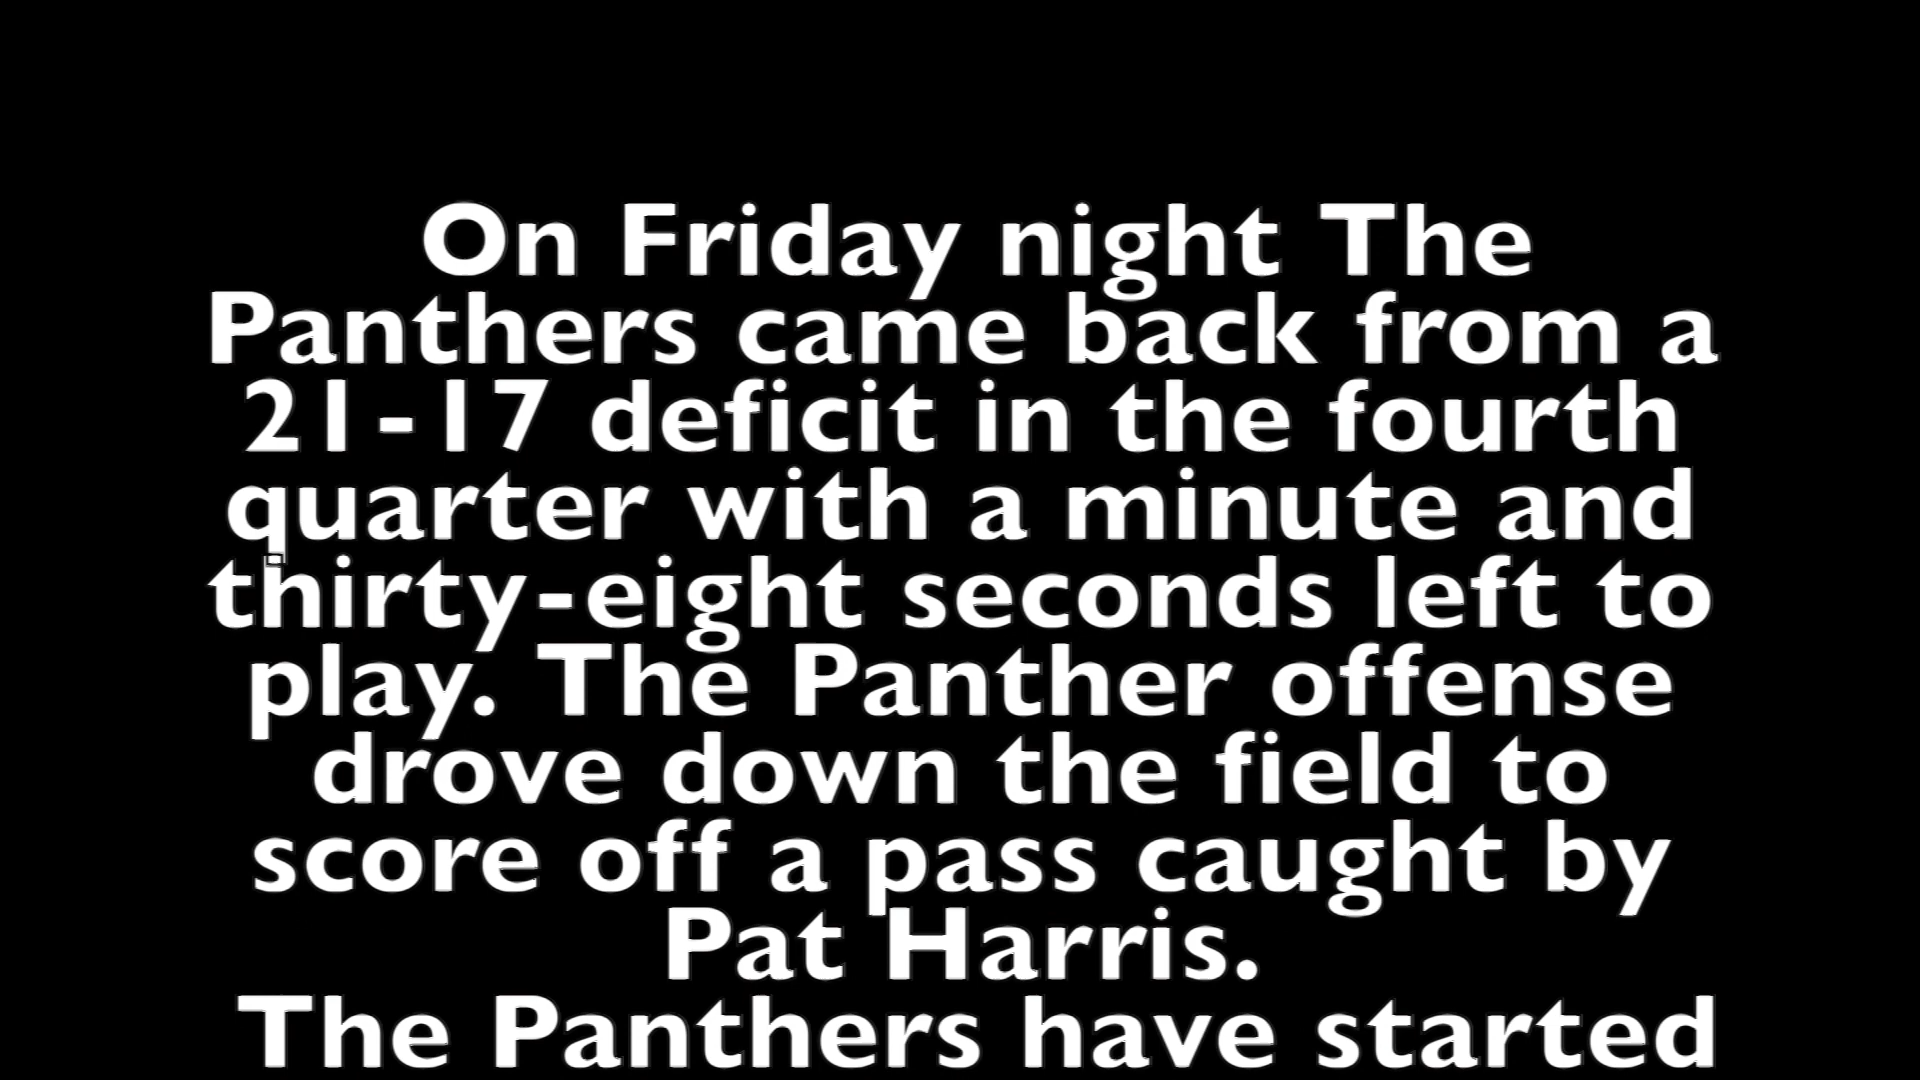 On Friday night The
Panthers came back from a
21-17 deficit in the fourth
quarter with a minute and
thirty-eight seconds left to
play. The Panther offense
drove down the field to
score off a pass caught by
Pat Harris.
The Panthers have started